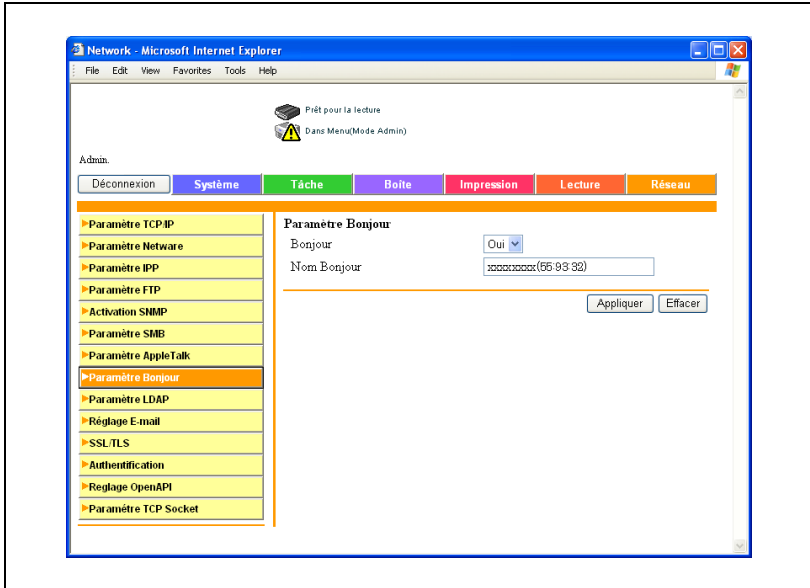 Network - Microsoft Internet Explorer
File Edit View Favorites Tools Help
Prêt pour la lecture
Dans Menu(Mode Admin)
Admin.
Déconnexion Système Tâche Boîte Impression Lecture Réseau
Paramètre TCP/IP
Paramètre Netware
Paramètre IPP
Paramètre FTP
Activation SNMP
Paramètre SMB
Paramètre AppleTalk
Paramètre Bonjour
Paramètre LDAP
Réglage E-mail
SSL/TLS
Authentification
Reglage OpenAPI
Paramétre TCP Socket
Paramètre Bonjour
Bonjour Oui
Nom Bonjour xxxxxxxxx(55:93:32)
Appliquer Effacer